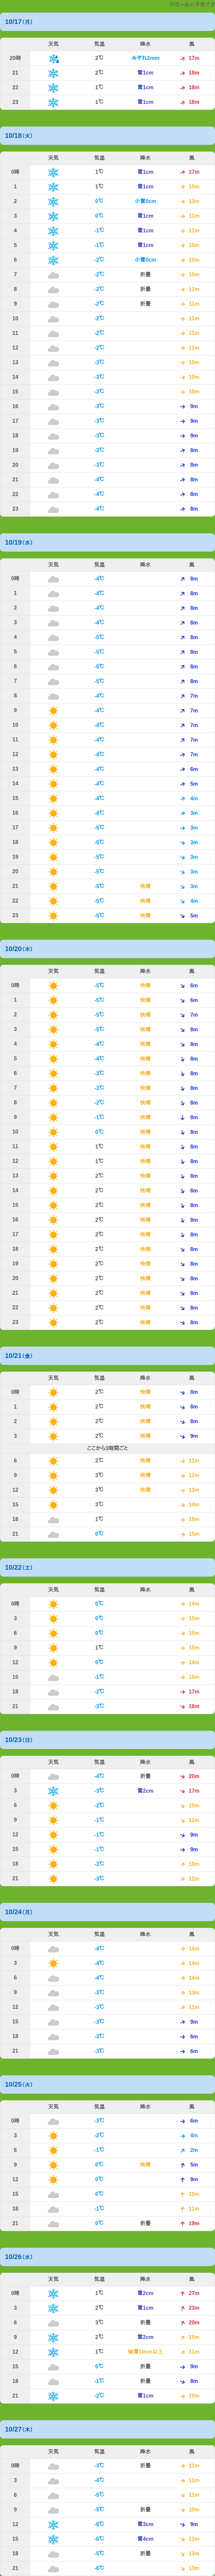 10/17(月)
天気 気温 降水 風
20時 2℃ みぞれ2mm 17m
21 2℃ 雪1cm 18m
22 1℃ 雪1cm 18m
23 1℃ 雪1cm 18m
10/18(火)
天気 気温 降水 風
0時 1℃ 雪1cm 17m
1 1℃ 雪1cm 15m
2 0℃ 小雪0cm 13m
3 0℃ 雪1cm 11m
4 -1℃ 雪1cm 11m
5 -1℃ 雪1cm 10m
6 -2℃ 小雪0cm 10m
7 -2℃ 折曇 10m
8 -2℃ 折曇 11m
9 -2℃ 折曇 11m
10 -2℃ 11m
11 -2℃ 11m
12 -2℃ 11m
13 -3℃ 10m
14 -3℃ 10m
15 -3℃ 10m
16 -3℃ 9m
17 -3℃ 9m
18 -3℃ 9m
19 -3℃ 8m
20 -3℃ 8m
21 -4℃ 8m
22 -4℃ 8m
23 -4℃ 8m
10/19(水)
天気 気温 降水 風
0時 -4℃ 8m
1 -4℃ 8m
2 -4℃ 8m
3 -4℃ 8m
4 -5℃ 8m
5 -5℃ 8m
6 -5℃ 8m
7 -5℃ 8m
8 -4℃ 7m
9 -4℃ 7m
10 -4℃ 7m
11 -4℃ 7m
12 -4℃ 7m
13 -4℃ 6m
14 -4℃ 5m
15 -4℃ 4m
16 -4℃ 3m
17 -5℃ 3m
18 -5℃ 3m
19 -5℃ 3m
20 -5℃ 3m
21 -5℃ 快晴 3m
22 -5℃ 快晴 4m
23 -5℃ 快晴 5m
10/20(木)
天気 気温 降水 風
0時 -5℃ 快晴 6m
1 -5℃ 快晴 6m
2 -5℃ 快晴 7m
3 -5℃ 快晴 8m
4 -4℃ 快晴 8m
5 -4℃ 快晴 8m
6 -3℃ 快晴 8m
7 -3℃ 快晴 8m
8 -2℃ 快晴 8m
9 -1℃ 快晴 8m
10 0℃ 快晴 8m
11 1℃ 快晴 8m
12 1℃ 快晴 8m
13 2℃ 快晴 8m
14 2℃ 快晴 8m
15 2℃ 快晴 8m
16 2℃ 快晴 8m
17 2℃ 快晴 8m
18 2℃ 快晴 8m
19 2℃ 快晴 8m
20 2℃ 快晴 8m
21 2℃ 快晴 8m
22 2℃ 快晴 8m
23 2℃ 快晴 8m
10/21(金)
天気 気温 降水 風
0時 2℃ 快晴 8m
1 2℃ 快晴 8m
2 2℃ 快晴 8m
3 2℃ 快晴 9m
ここから3時間ごと
6 2℃ 快晴 11m
9 3℃ 快晴 12m
12 3℃ 快晴 13m
15 3℃ 14m
18 1℃ 16m
21 0℃ 15m
10/22(土)
天気 気温 降水 風
0時 0℃ 14m
3 0℃ 15m
6 0℃ 15m
9 1℃ 15m
12 0℃ 14m
15 -1℃ 16m
18 -2℃ 17m
21 -3℃ 18m
10/23(日)
天気 気温 降水 風
0時 -4℃ 折曇 20m
3 -3℃ 雪2cm 17m
6 -2℃ 16m
9 -1℃ 12m
12 -1℃ 9m
15 -1℃ 9m
18 -3℃ 10m
21 -3℃ 12m
10/24(月)
天気 気温 降水 風
0時 -4℃ 14m
3 -4℃ 14m
6 -4℃ 14m
9 -3℃ 13m
12 -3℃ 11m
15 -3℃ 9m
18 -3℃ 6m
21 -3℃ 6m
10/25(火)
天気 気温 降水 風
0時 -3℃ 6m
3 -2℃ 4m
6 -1℃ 2m
9 0℃ 快晴 5m
12 0℃ 9m
15 0℃ 10m
18 -1℃ 11m
21 0℃ 折曇 19m
10/26(水)
天気 気温 降水 風
0時 1℃ 雪2cm 27m
3 2℃ 雪1cm 23m
6 3℃ 折曇 20m
9 2℃ 雪2cm 15m
12 1℃ 強雪10cm以上 11m
15 0℃ 折曇 9m
18 -1℃ 折曇 8m
21 -2℃ 雪1cm 10m
10/27(木)
天気 気温 降水 風
0時 -3℃ 折曇 11m
3 -4℃ 11m
6 -5℃ 11m
9 -5℃ 折曇 10m
12 -6℃ 雪3cm 9m
15 -6℃ 雪4cm 11m
18 -5℃ 折曇 13m
21 -6℃ 13m